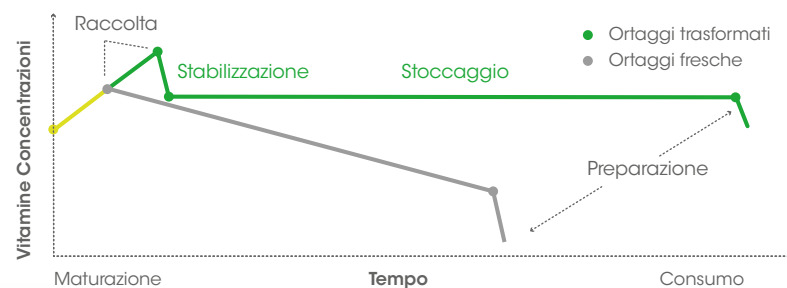 Raccolta
Ortaggi trasformati
Ortaggi fresche
Stabilizzazione
Stoccaggio
Vitamine Concentrazioni
Preparazione
Maturazione
Tempo
Consumo